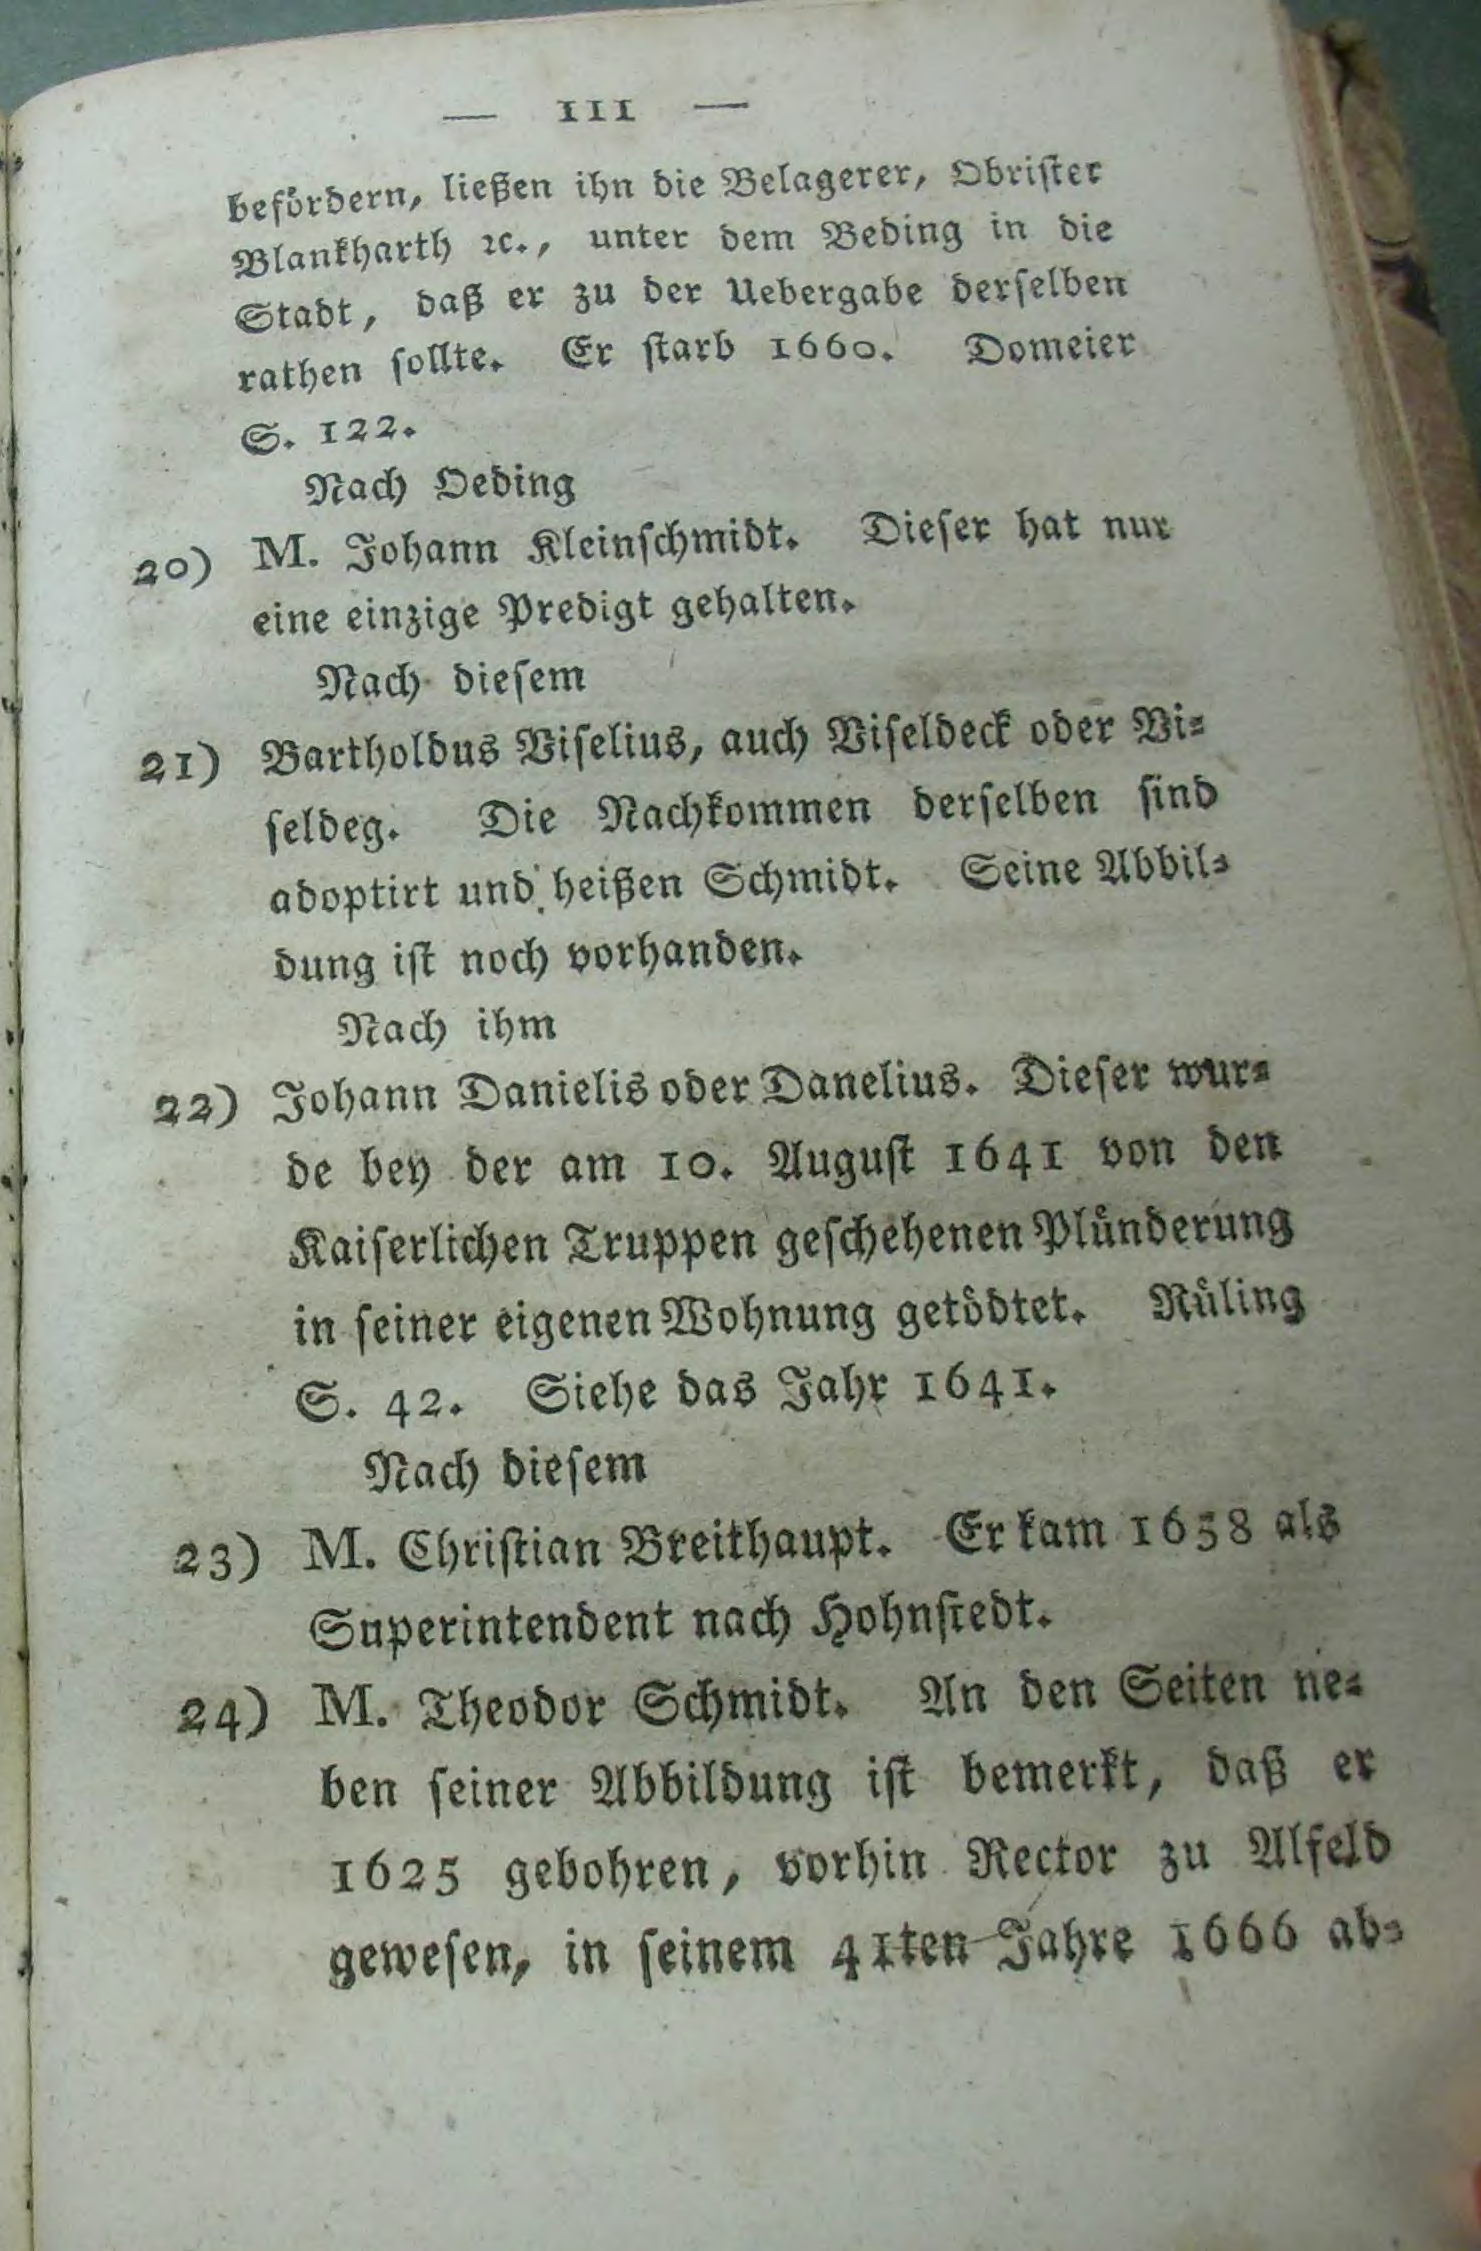 — 111 —
befördern, ließen ihn die Belagerer, Obrister
Blankharth ꝛc., unter dem Beding in die
Stadt, daß er zu der Uebergabe derselben
rathen sollte. Er starb 1660. Domeier
S. 122.
Nach Oeding
20) M. Johann Kleinschmidt. Dieser hat nur
eine einzige Predigt gehalten.
Nach diesem
21) Bartholdus Viselius, auch Viseldeck oder Vi-
seldeg. Die Nachkommen derselben sind
adoptirt und heißen Schmidt. Seine Abbil-
dung ist noch vorhanden.
Nach ihm
22) Johann Danielis oder Danelius. Dieser wur-
de bey der am 10. August 1641 von den
Kaiserlichen Truppen geschehenen Plünderung
in seiner eigenen Wohnung getödtet. Rüling
S. 42. Siehe das Jahr 1641.
Nach diesem
23) M. Christian Breithaupt. Er kam 1658 als
Superintendent nach Hohnstedt.
24) M. Theodor Schmidt. An den Seiten ne-
ben seiner Abbildung ist bemerkt, daß er
1625 gebohren, vorhin Rector zu Alfeld
gewesen, in seinem 41ten Jahre 1666 ab-